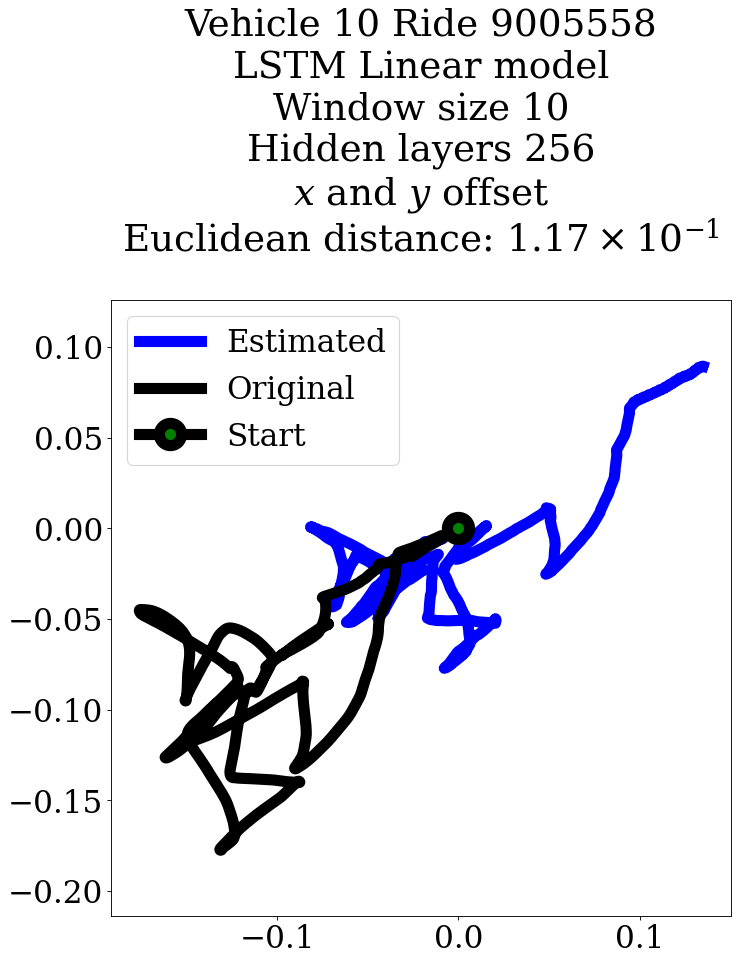 Vehicle 10 Ride 9005558
LSTM Linear model
Window size 10
Hidden layers 256
x and y offset
Euclidean distance: 1.17 × 10⁻¹
Estimated
Original
Start
0.10
0.05
0.00
−0.05
−0.10
−0.15
−0.20
−0.1 0.0 0.1